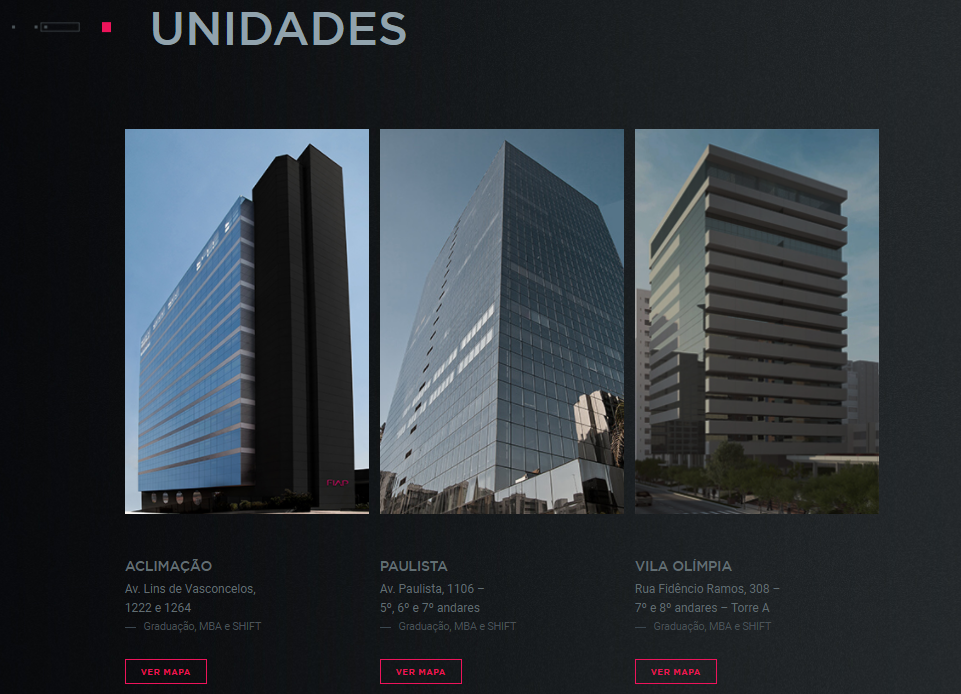 UNIDADES
FIAP
ACLIMAÇÃO
Av. Lins de Vasconcelos,
1222 e 1264
— Graduação, MBA e SHIFT
VER MAPA
PAULISTA
Av. Paulista, 1106 –
5º, 6º e 7º andares
— Graduação, MBA e SHIFT
VER MAPA
VILA OLÍMPIA
Rua Fidêncio Ramos, 308 –
7º e 8º andares – Torre A
— Graduação, MBA e SHIFT
VER MAPA